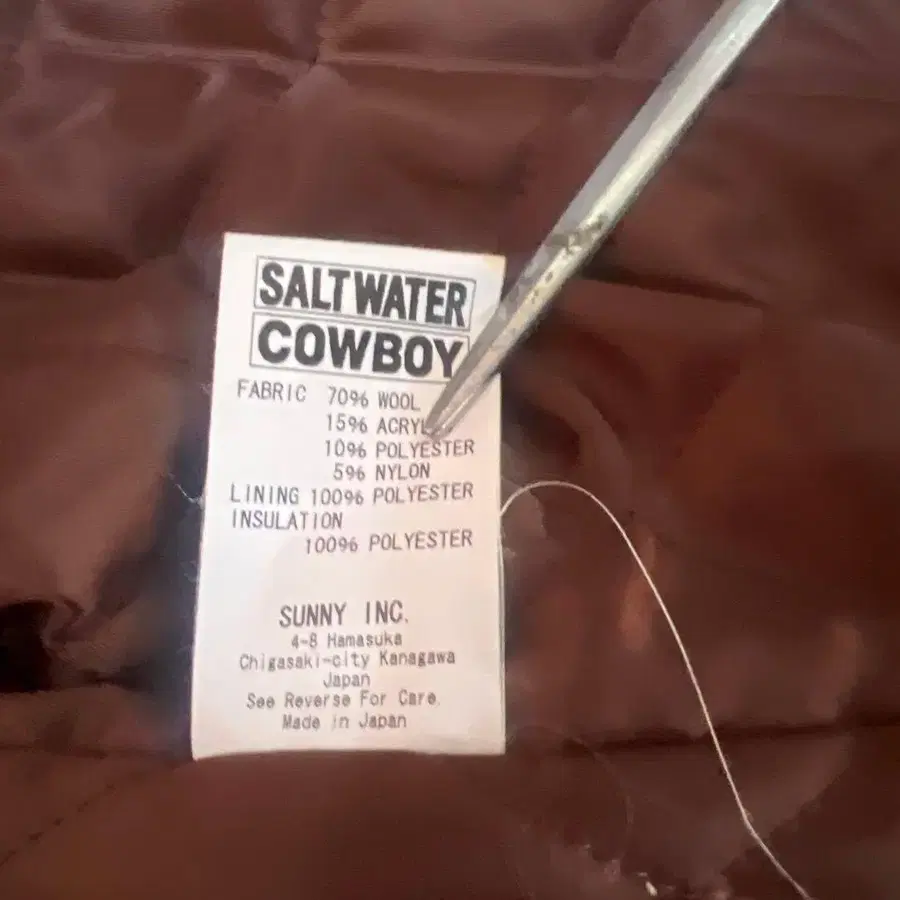 SALTWATER
COWBOY
FABRIC 70% WOOL
15%
10% POLYESTER
5% NYLON
LINING 100% POLYESTER
INSULATION
100% POLYESTER
SUNNY INC.
4-8 Hamasuka
Chigasaki-city Kanagawa
Japan
See Reverse For Care.
Made in Japan